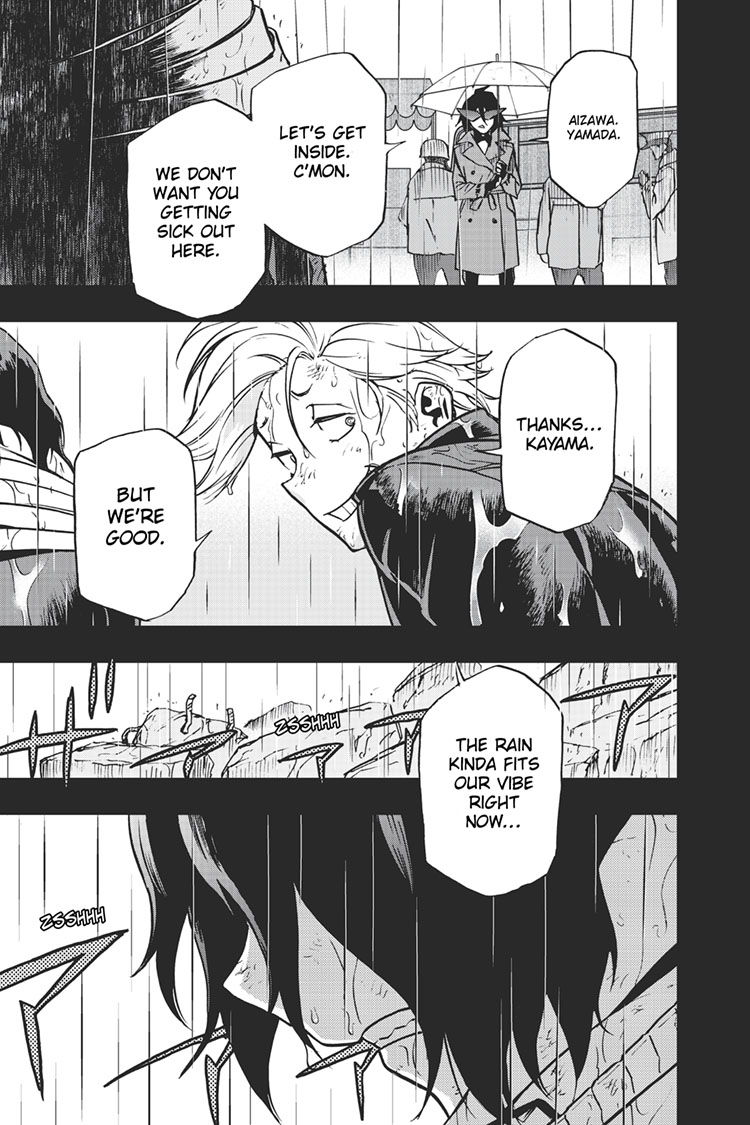 AIZAWA.
YAMADA.
LET'S GET
INSIDE.
C'MON.
WE DON'T
WANT YOU
GETTING
SICK OUT
HERE.
THANKS...
KAYAMA.
BUT
WE'RE
GOOD.
ZSSHHH
THE RAIN
KINDA FITS
OUR VIBE
RIGHT
NOW...
ZSSHHH